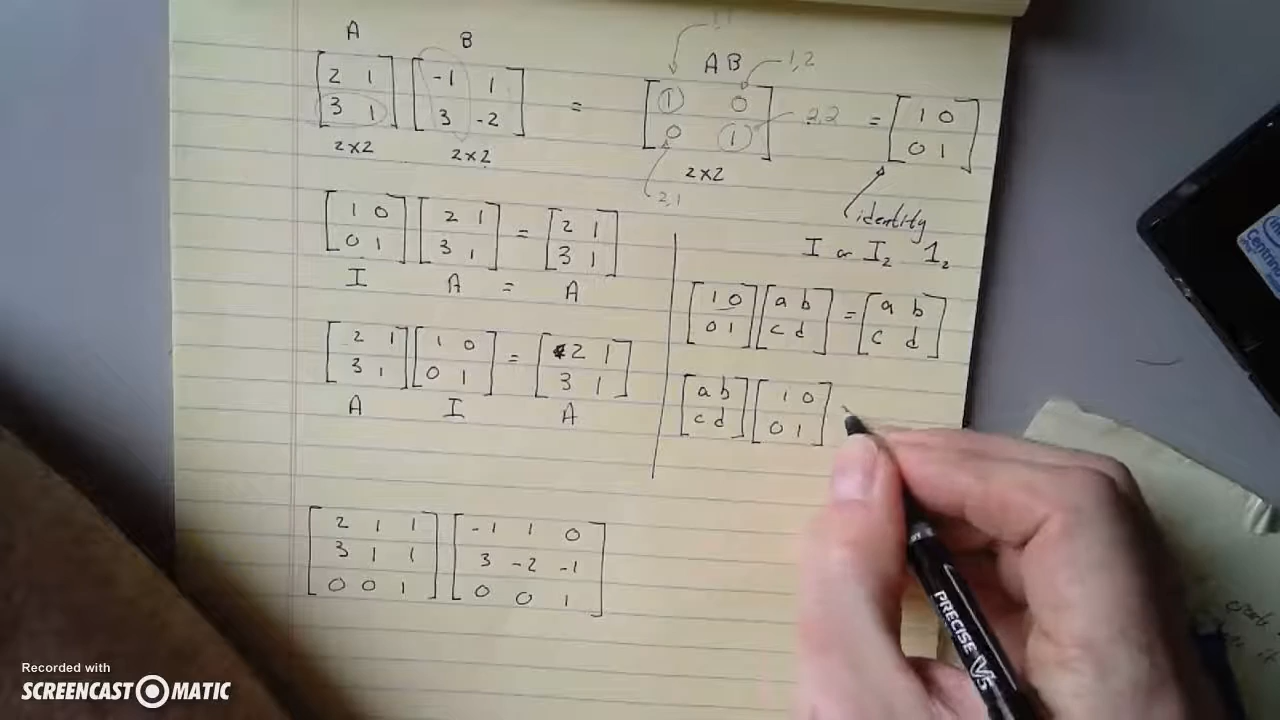 A B AB 1,2
[2 1; 3 1] [-1 1; 3 -2] = [1 0; 0 1] 2,2 = [1 0; 0 1]
2x2 2x2 2x2
2,1
identity
I or I₂ 1₂
[1 0; 0 1] [2 1; 3 1] = [2 1; 3 1]
I A = A
[2 1; 3 1] [1 0; 0 1] = [2 1; 3 1]
A I A
[1 0; 0 1] [a b; c d] = [a b; c d]
[a b; c d] [1 0; 0 1]
[2 1 1; 3 1 1; 0 0 1] [-1 1 0; 3 -2 -1; 0 0 1]
PRECISE V5
Recorded with
SCREENCAST-O-MATIC